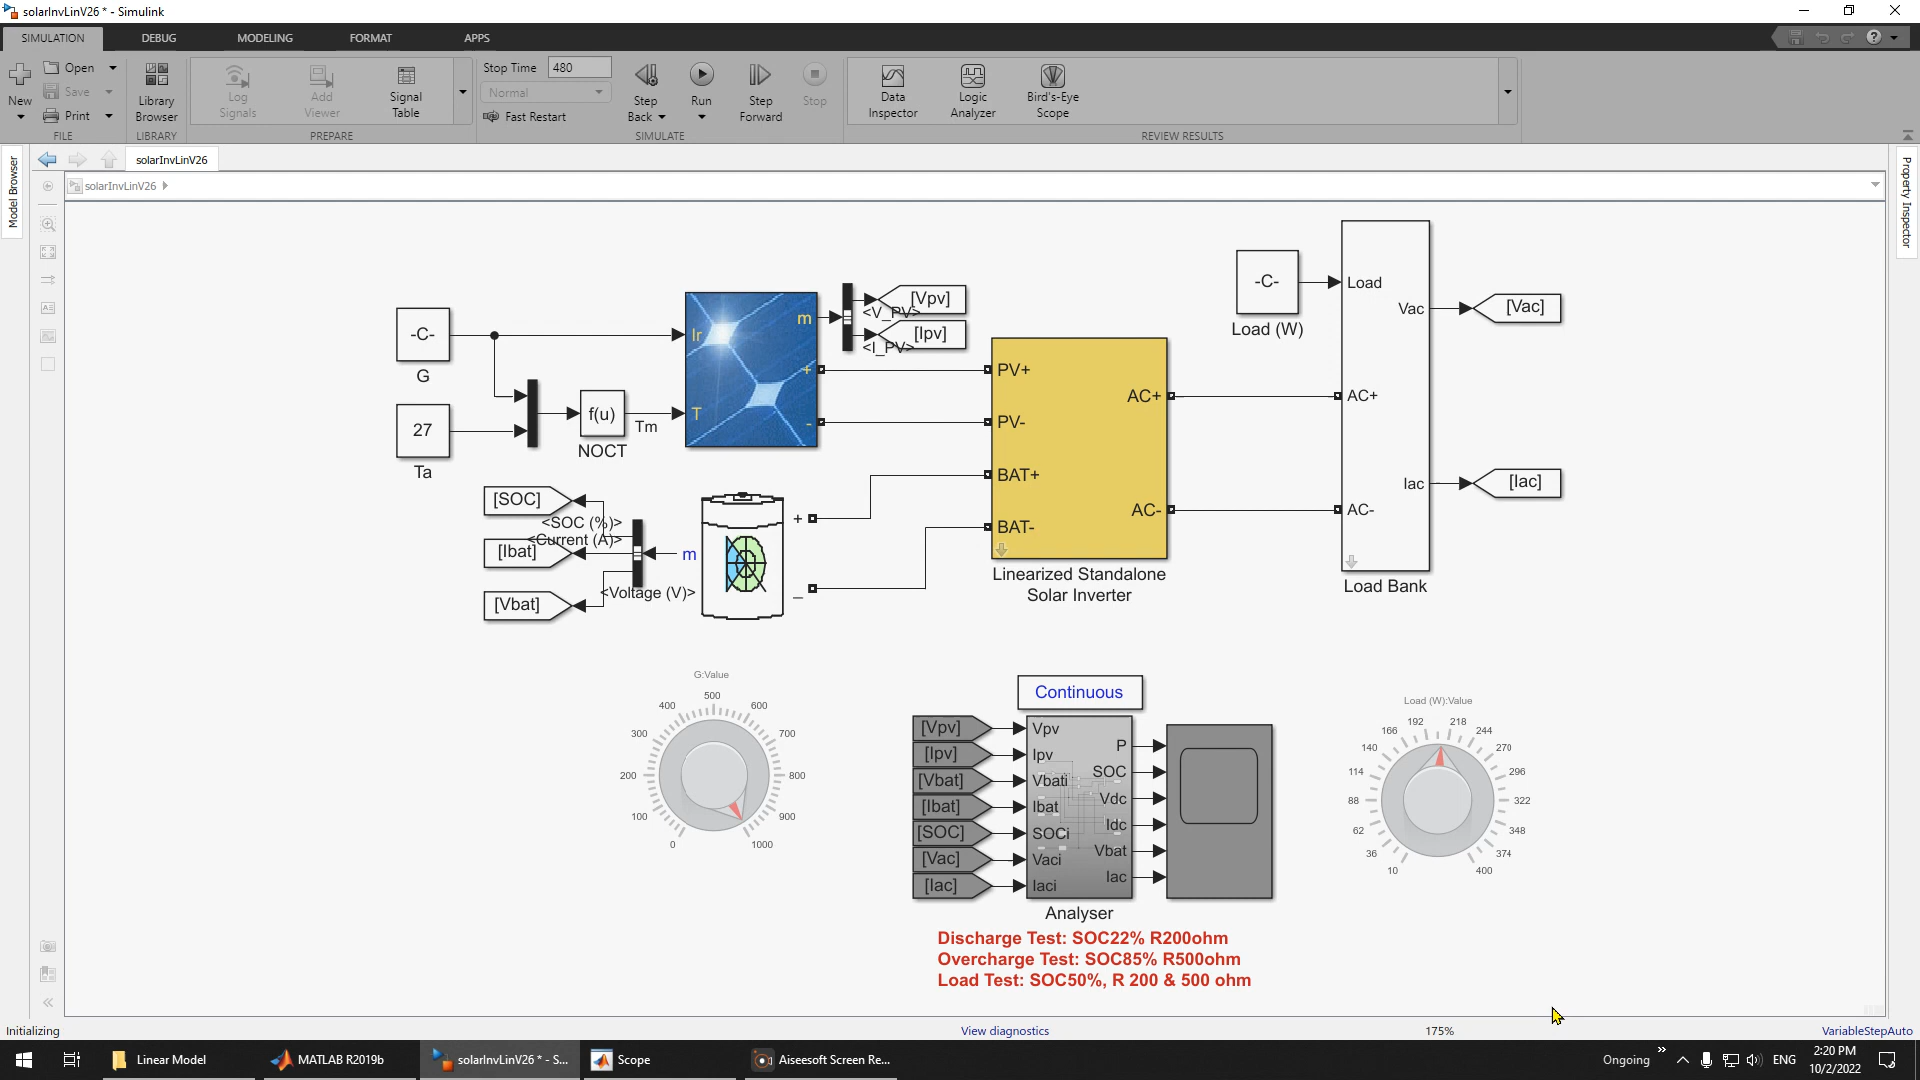 solarInvLinV26 * - Simulink
SIMULATION
DEBUG
MODELING
FORMAT
APPS
New
Open
Save
Print
FILE
Library
Browser
LIBRARY
Log
Signals
Add
Viewer
Signal
Table
PREPARE
Stop Time
480
Normal
Fast Restart
Step
Back
Run
Step
Forward
Stop
SIMULATE
Data
Inspector
Logic
Analyzer
Bird's-Eye
Scope
REVIEW RESULTS
Model Browser
solarInvLinV26
solarInvLinV26
Property Inspector
-C-
G
27
Ta
f(u)
NOCT
Tm
Ir
T
m
+
-
[Vpv]
<V_PV>
[Ipv]
<I_PV>
PV+
PV-
BAT+
BAT-
AC+
AC-
Linearized Standalone
Solar Inverter
-C-
Load (W)
Load
Vac
AC+
Iac
AC-
Load Bank
[Vac]
[Iac]
[SOC]
<SOC (%)>
<Current (A)>
[Ibat]
<Voltage (V)>
[Vbat]
m
+
_
G:Value
0
100
200
300
400
500
600
700
800
900
1000
Continuous
[Vpv]
[Ipv]
[Vbat]
[Ibat]
[SOC]
[Vac]
[Iac]
Vpv
Ipv
Vbati
Ibat
SOCi
Vaci
Iaci
P
SOC
Vdc
Idc
Vbat
Iac
Analyser
Load (W):Value
10
36
62
88
114
140
166
192
218
244
270
296
322
348
374
400
Discharge Test: SOC22% R200ohm
Overcharge Test: SOC85% R500ohm
Load Test: SOC50%, R 200 & 500 ohm
Initializing
View diagnostics
175%
VariableStepAuto
Linear Model
MATLAB R2019b
solarInvLinV26 * - S...
Scope
Aiseesoft Screen Re...
Ongoing
ENG
2:20 PM
10/2/2022